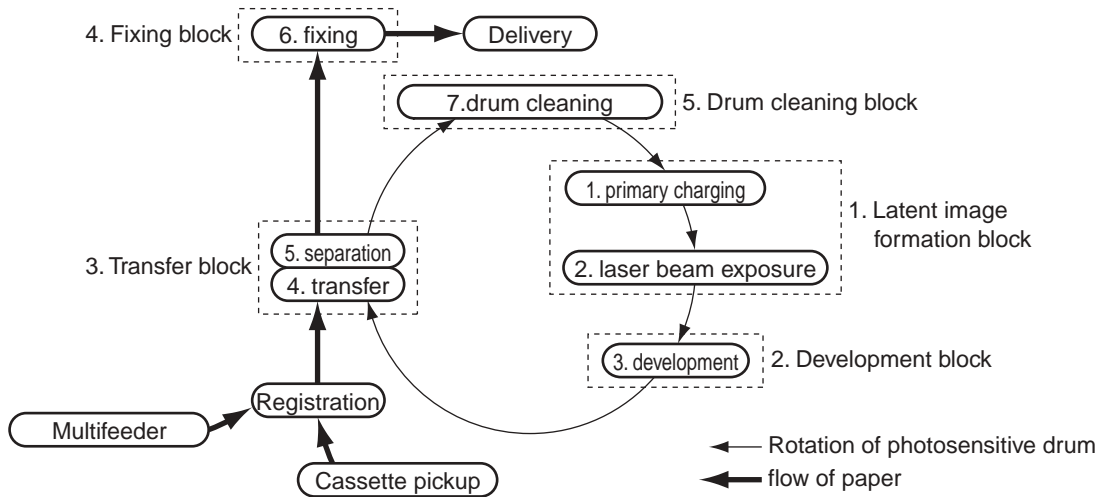 4. Fixing block
6. fixing
Delivery
7.drum cleaning
5. Drum cleaning block
1. primary charging
1. Latent image
formation block
2. laser beam exposure
5. separation
3. Transfer block
4. transfer
3. development
2. Development block
Registration
Multifeeder
Cassette pickup
Rotation of photosensitive drum
flow of paper